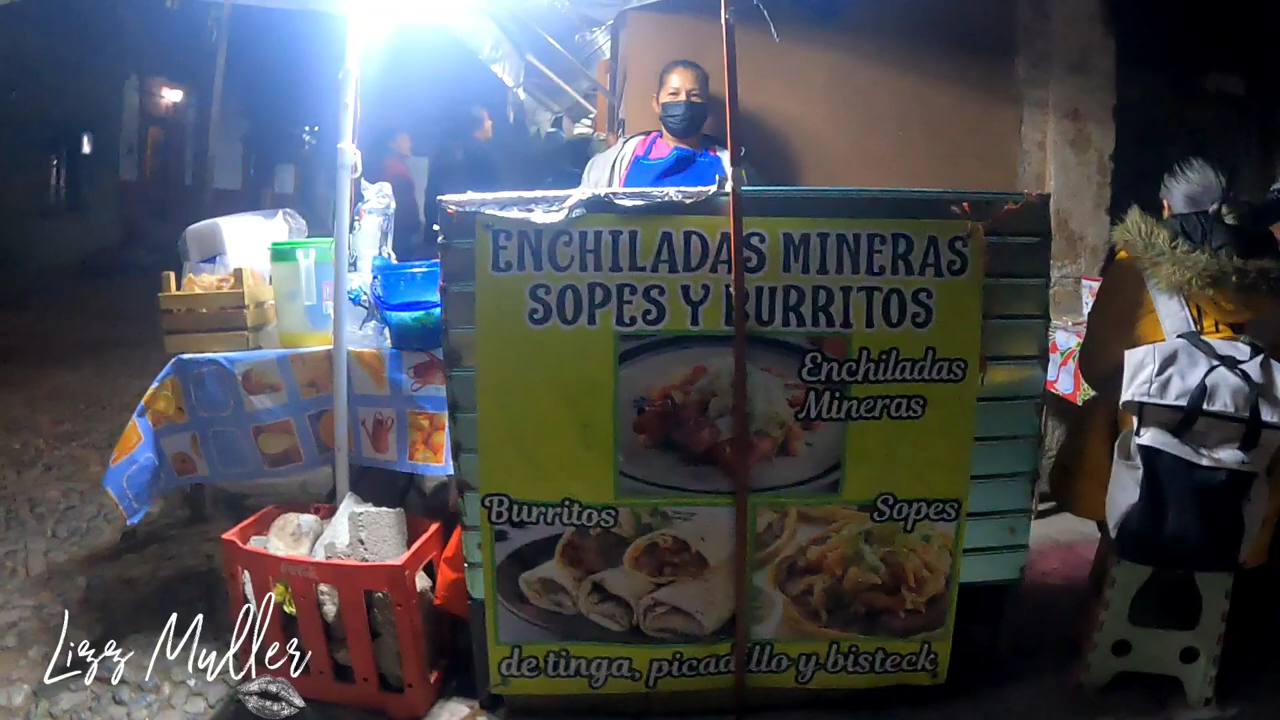 ENCHILADAS MINERAS
SOPES Y BURRITOS
Enchiladas
Mineras
Burritos
Sopes
de tinga, picadillo y bisteck
Lizz Muller